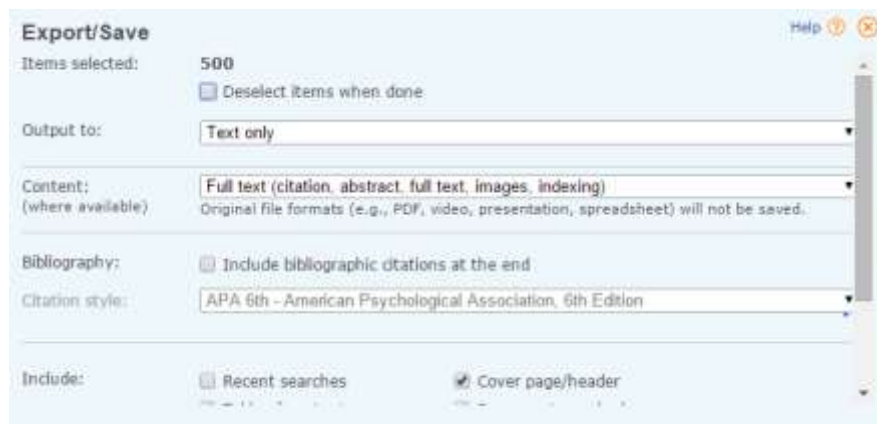 Export/Save
Help
Items selected: 500
Deselect items when done
Output to: Text only
Content: Full text (citation, abstract, full text, images, indexing)
(where available) Original file formats (e.g., PDF, video, presentation, spreadsheet) will not be saved.
Bibliography: Include bibliographic citations at the end
Citation style: APA 6th - American Psychological Association, 6th Edition
Include: Recent searches Cover page/header